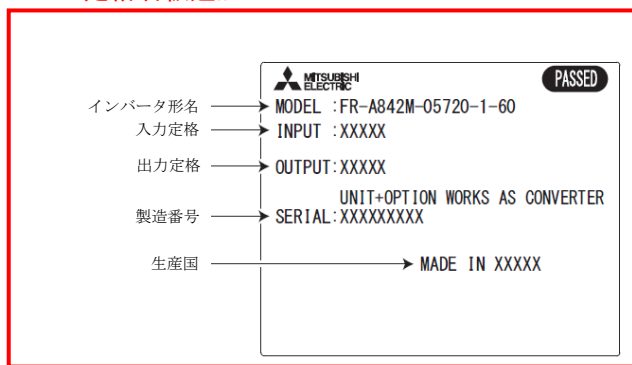 MITSUBISHI
ELECTRIC
PASSED
インバータ形名 MODEL :FR-A842M-05720-1-60
入力定格 INPUT :XXXXX
出力定格 OUTPUT:XXXXX
UNIT+OPTION WORKS AS CONVERTER
製造番号 SERIAL:XXXXXXXXX
生産国 MADE IN XXXXX